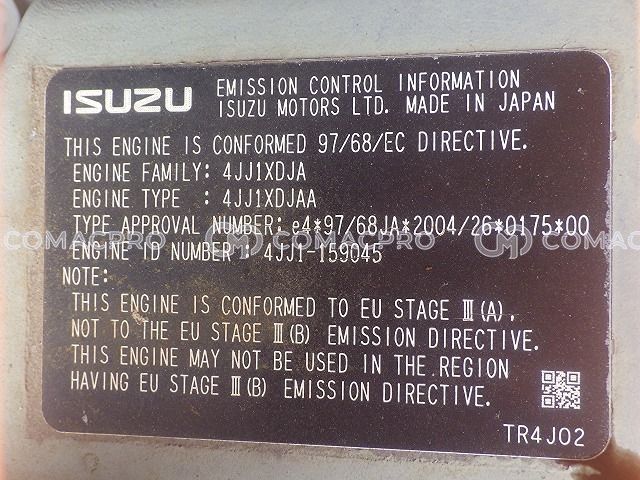 ISUZU
EMISSION CONTROL INFORMATION
ISUZU MOTORS LTD. MADE IN JAPAN
THIS ENGINE IS CONFORMED 97/68/EC DIRECTIVE.
ENGINE FAMILY: 4JJ1XDJA
ENGINE TYPE : 4JJ1XDJAA
TYPE APPROVAL NUMBER: e4*97/68JA*2004/26*0175*00
COMACPRO COMACPRO COMACPRO
ENGINE ID NUMBER : 4JJ1-159045
NOTE:
THIS ENGINE IS CONFORMED TO EU STAGE Ⅲ(A),
NOT TO THE EU STAGE Ⅲ(B) EMISSION DIRECTIVE.
THIS ENGINE MAY NOT BE USED IN THE REGION
HAVING EU STAGE Ⅲ(B) EMISSION DIRECTIVE.
TR4J02